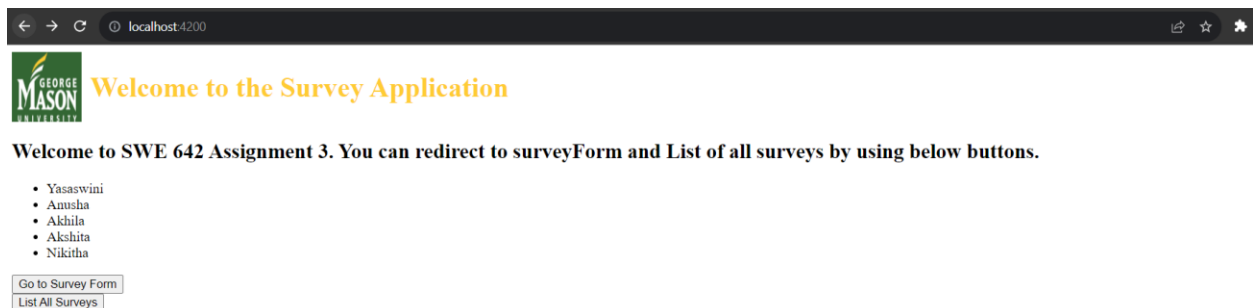 localhost:4200
GEORGE
MASON
UNIVERSITY
Welcome to the Survey Application
Welcome to SWE 642 Assignment 3. You can redirect to surveyForm and List of all surveys by using below buttons.
Yasaswini
Anusha
Akhila
Akshita
Nikitha
Go to Survey Form
List All Surveys